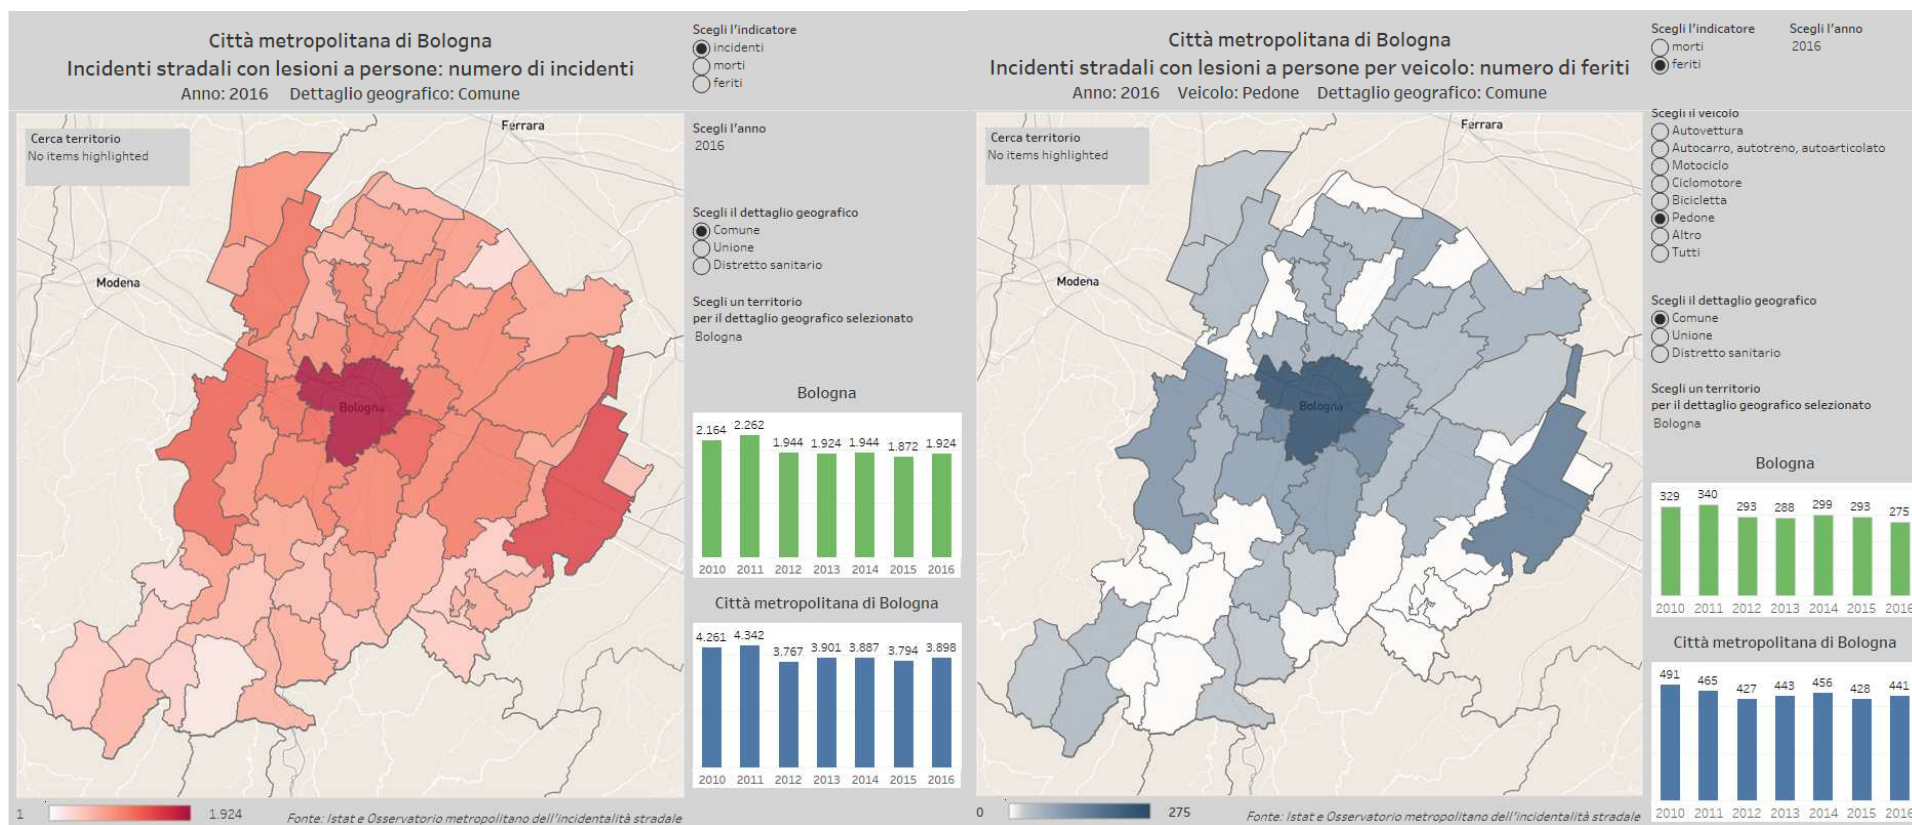 Città metropolitana di Bologna
Incidenti stradali con lesioni a persone: numero di incidenti
Anno: 2016 Dettaglio geografico: Comune
Scegli l'indicatore
incidenti
morti
feriti
Cerca territorio
No items highlighted
Ferrara
Modena
Bologna
Scegli l'anno
2016
Scegli il dettaglio geografico
Comune
Unione
Distretto sanitario
Scegli un territorio
per il dettaglio geografico selezionato
Bologna
Bologna
2.164 2.262 1.944 1.924 1.944 1.872 1.924
2010 2011 2012 2013 2014 2015 2016
Città metropolitana di Bologna
4.261 4.342 3.767 3.901 3.887 3.794 3.898
2010 2011 2012 2013 2014 2015 2016
1 1.924
Fonte: Istat e Osservatorio metropolitano dell'incidentalità stradale
Città metropolitana di Bologna
Incidenti stradali con lesioni a persone per veicolo: numero di feriti
Anno: 2016 Veicolo: Pedone Dettaglio geografico: Comune
Scegli l'indicatore
morti
feriti
Scegli l'anno
2016
Cerca territorio
No items highlighted
Ferrara
Modena
Bologna
Scegli il veicolo
Autovettura
Autocarro, autotreno, autoarticolato
Motociclo
Ciclomotore
Bicicletta
Pedone
Altro
Tutti
Scegli il dettaglio geografico
Comune
Unione
Distretto sanitario
Scegli un territorio
per il dettaglio geografico selezionato
Bologna
Bologna
329 340 293 288 299 293 275
2010 2011 2012 2013 2014 2015 2016
Città metropolitana di Bologna
491 465 427 443 456 428 441
2010 2011 2012 2013 2014 2015 2016
0 275
Fonte: Istat e Osservatorio metropolitano dell'incidentalità stradale